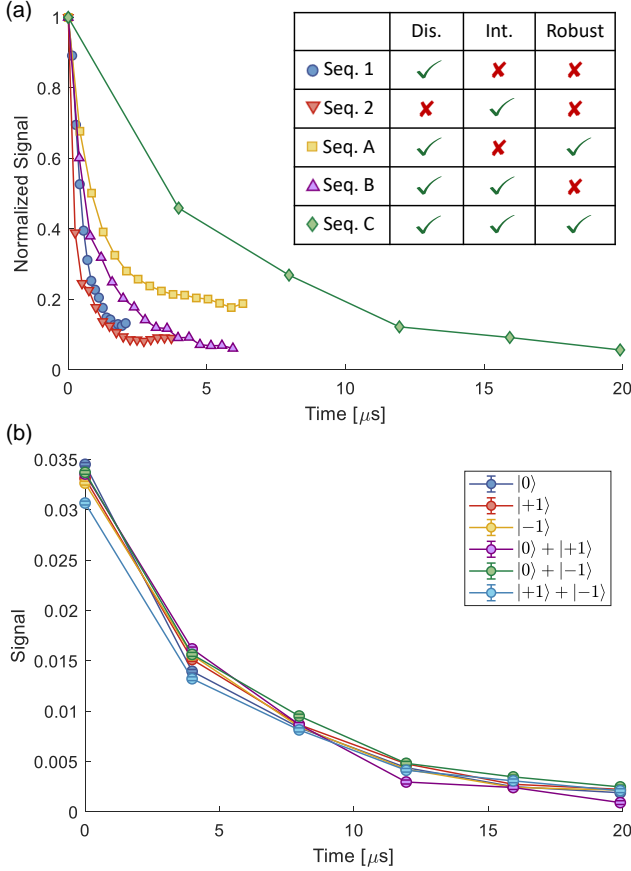 (a)
Normalized Signal
1
0.8
0.6
0.4
0.2
0
0 5 10 15 20
Time [μs]
Dis. Int. Robust
Seq. 1 ✓ ✗ ✗
Seq. 2 ✗ ✓ ✗
Seq. A ✓ ✗ ✓
Seq. B ✓ ✓ ✗
Seq. C ✓ ✓ ✓
(b)
Signal
0.035
0.03
0.025
0.02
0.015
0.01
0.005
0
0 5 10 15 20
Time [μs]
|0⟩
|+1⟩
|−1⟩
|0⟩ + |+1⟩
|0⟩ + |−1⟩
|+1⟩ + |−1⟩